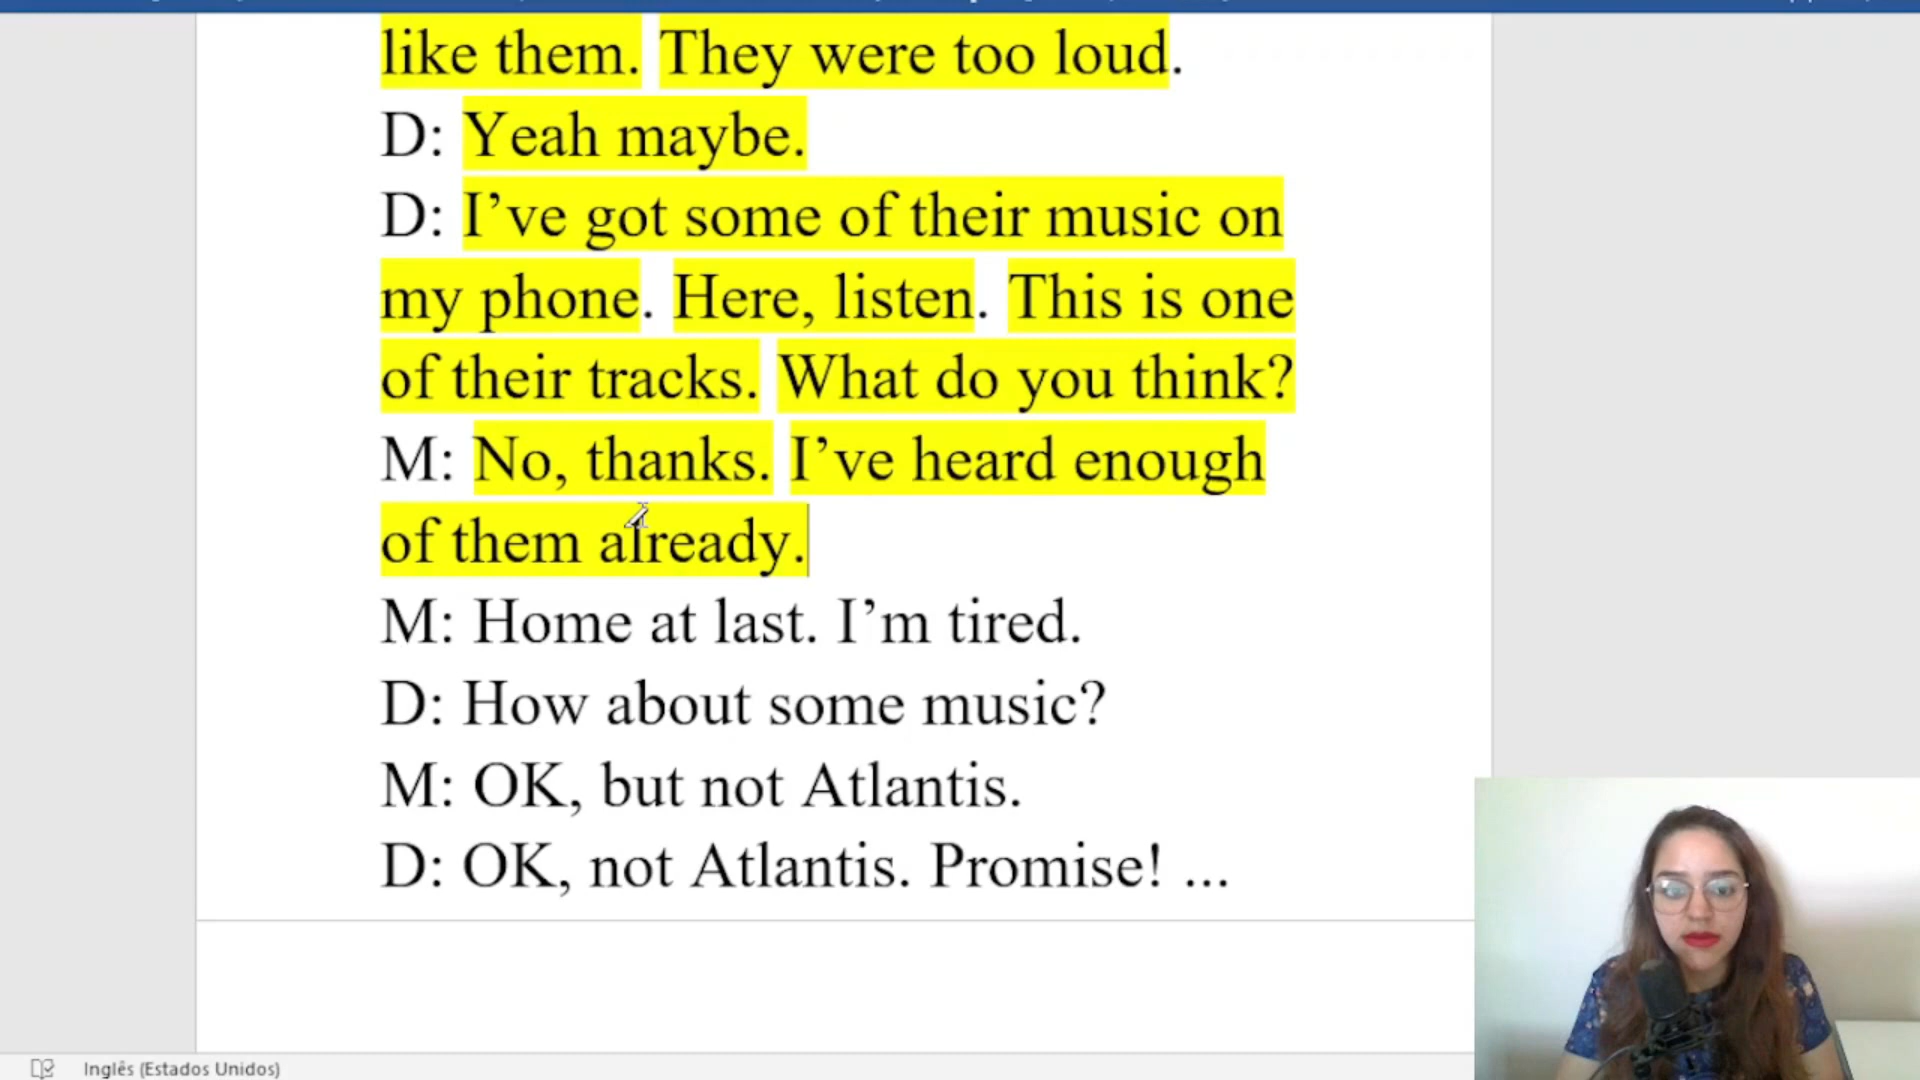 like them. They were too loud.
D: Yeah maybe.
D: I’ve got some of their music on
my phone. Here, listen. This is one
of their tracks. What do you think?
M: No, thanks. I’ve heard enough
of them already.
M: Home at last. I’m tired.
D: How about some music?
M: OK, but not Atlantis.
D: OK, not Atlantis. Promise! ...
Inglês (Estados Unidos)